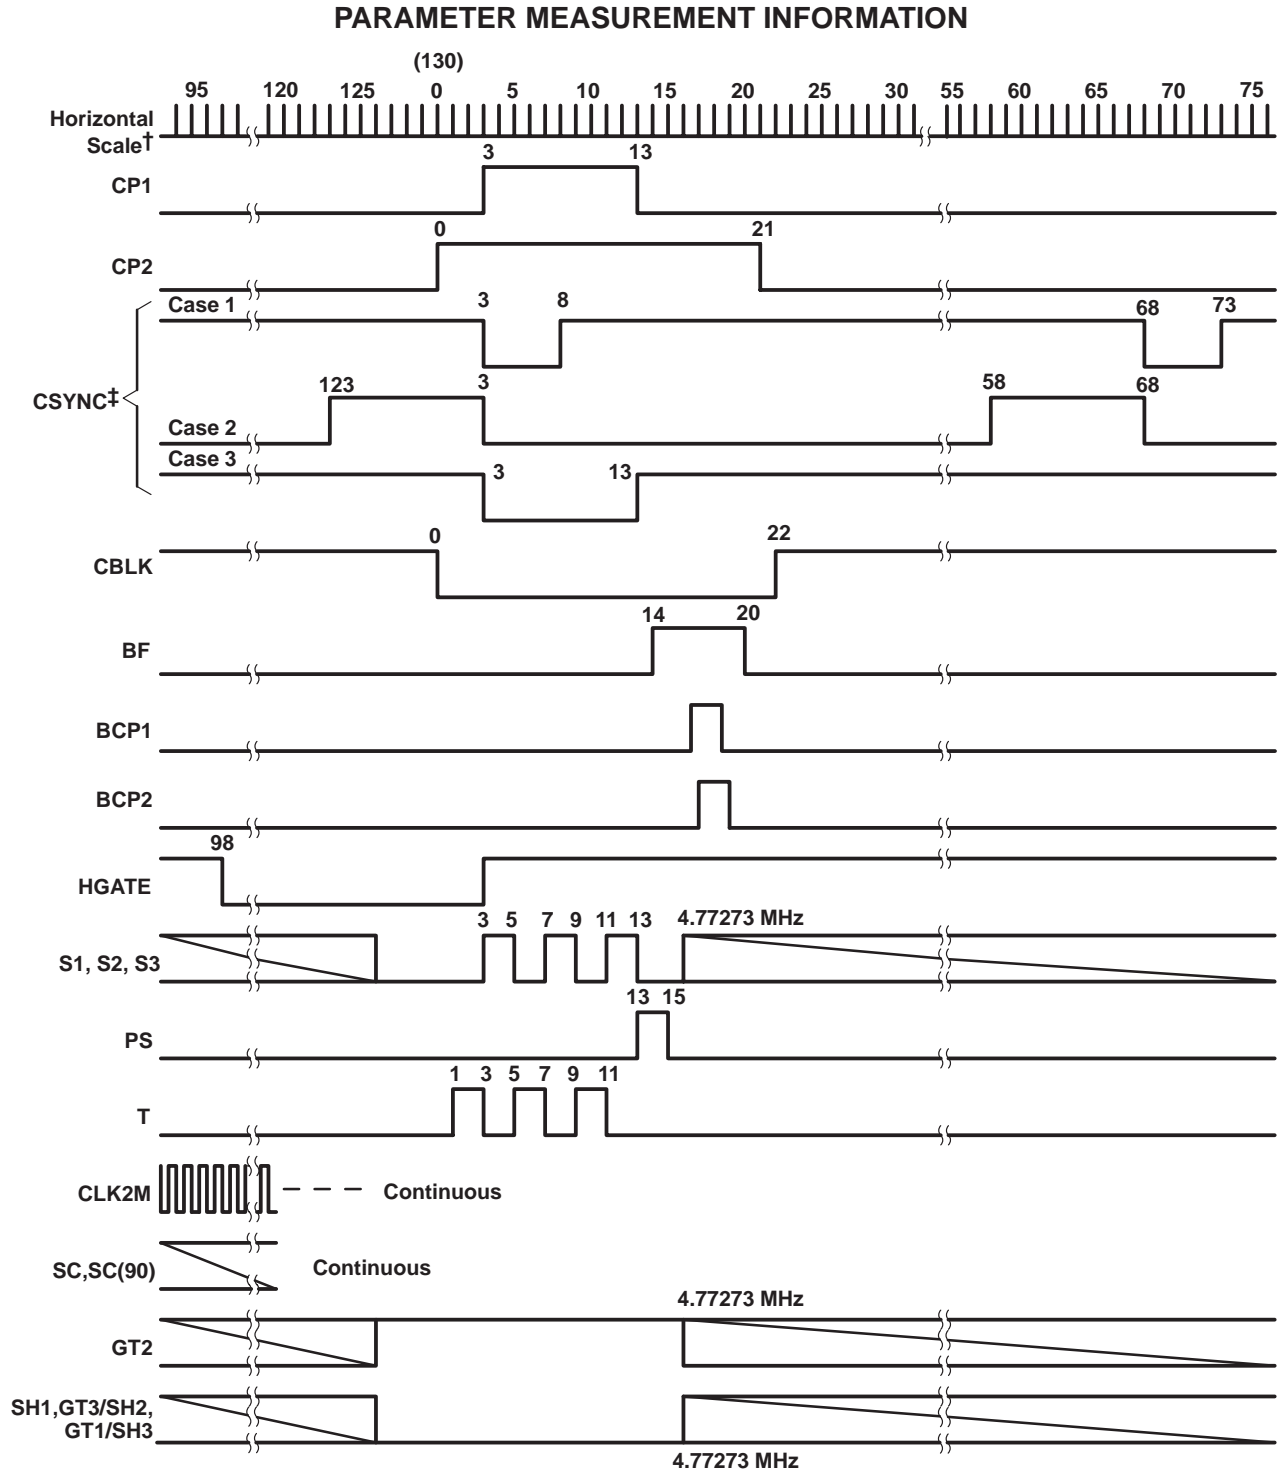 PARAMETER MEASUREMENT INFORMATION
(130)
95 120 125 0 5 10 15 20 25 30 55 60 65 70 75
Horizontal
Scale†
3 13
CP1
0 21
CP2
Case 1 3 8 68 73
CSYNC‡
123 3 58 68
Case 2
Case 3
3 13
0 22
CBLK
14 20
BF
BCP1
BCP2
98
HGATE
3 5 7 9 11 13 4.77273 MHz
S1, S2, S3
13 15
PS
1 3 5 7 9 11
T
CLK2M Continuous
SC,SC(90) Continuous
4.77273 MHz
GT2
SH1,GT3/SH2,
GT1/SH3
4.77273 MHz